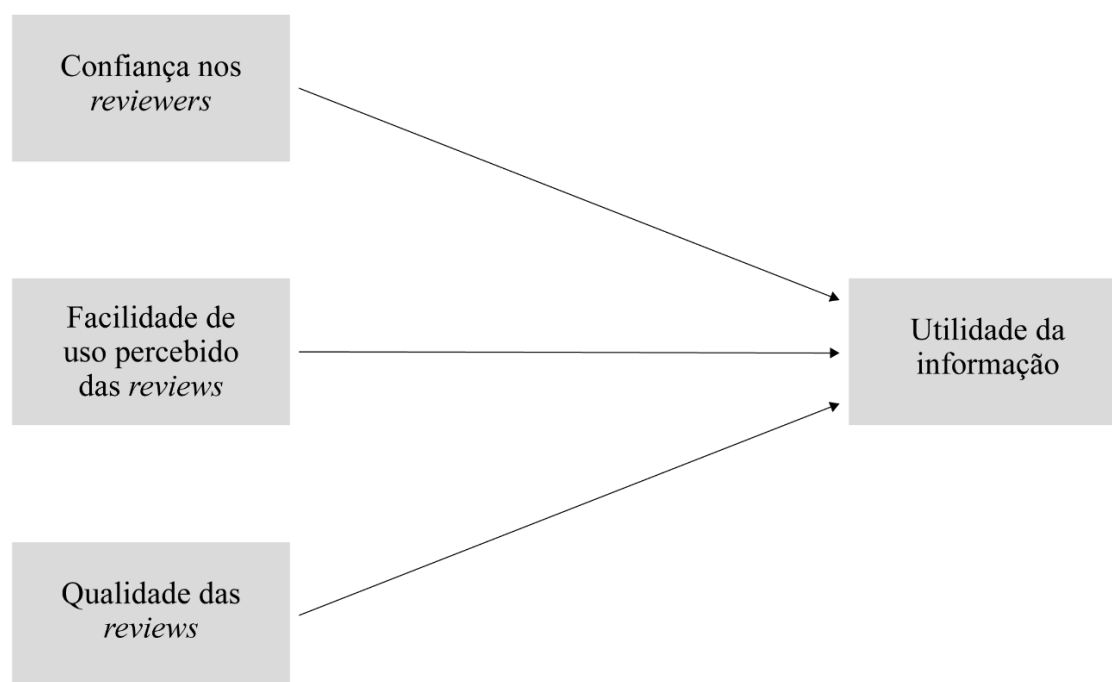 Confiança nos
reviewers
Facilidade de
uso percebido
das reviews
Utilidade da
informação
Qualidade das
reviews